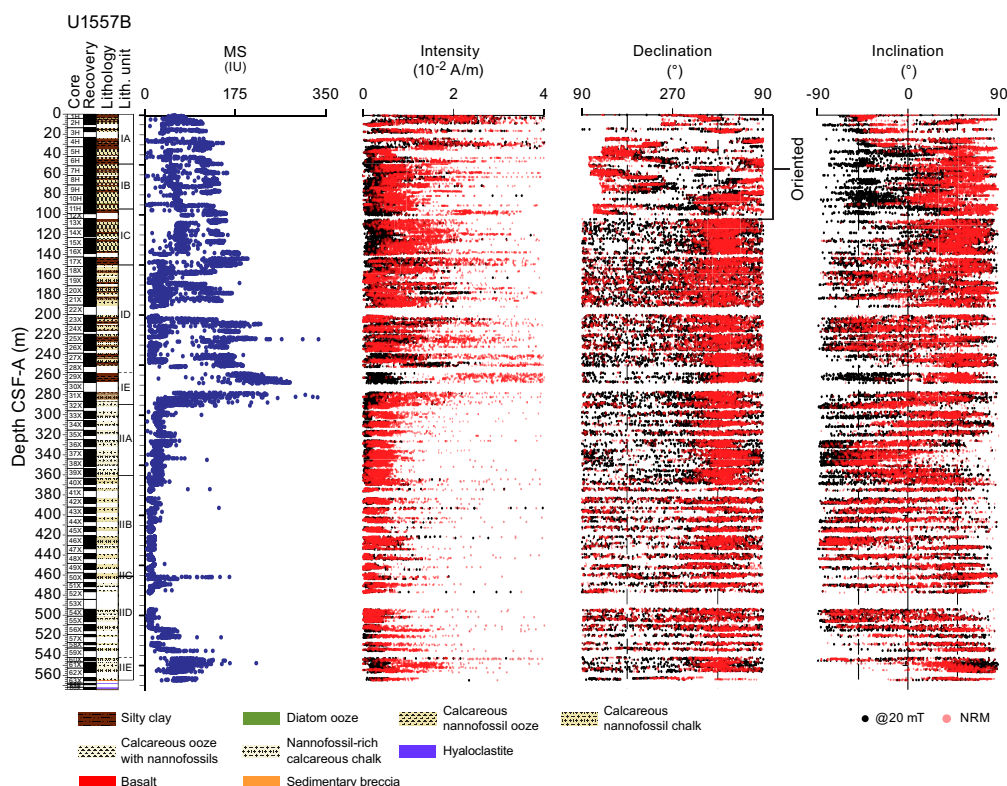 U1557B
Core
Recovery
Lithology
Lith. unit
MS
(IU)
Intensity
(10-2 A/m)
Declination
(°)
Inclination
(°)
0 175 350
0 2 4
90 270 90
-90 0 90
Depth CSF-A (m)
0
20
40
60
80
100
120
140
160
180
200
220
240
260
280
300
320
340
360
380
400
420
440
460
480
500
520
540
560
1H
2H
3H
4H
5H
6H
7H
8H
9H
10H
11H
12X
13X
14X
15X
16X
17X
18X
19X
20X
21X
22X
23X
24X
25X
26X
27X
28X
29X
30X
31X
32X
33X
34X
35X
36X
37X
38X
39X
40X
41X
42X
43X
44X
45X
46X
47X
48X
49X
50X
51X
52X
53X
54X
55X
56X
57X
58X
59X
62X
IA
IB
IC
ID
IE
IIA
IIB
IIC
IID
IIE
Oriented
Silty clay
Diatom ooze
Calcareous
nannofossil ooze
Calcareous
nannofossil chalk
Calcareous ooze
with nannofossils
Nannofossil-rich
calcareous chalk
Hyaloclastite
Basalt
Sedimentary breccia
@20 mT
NRM